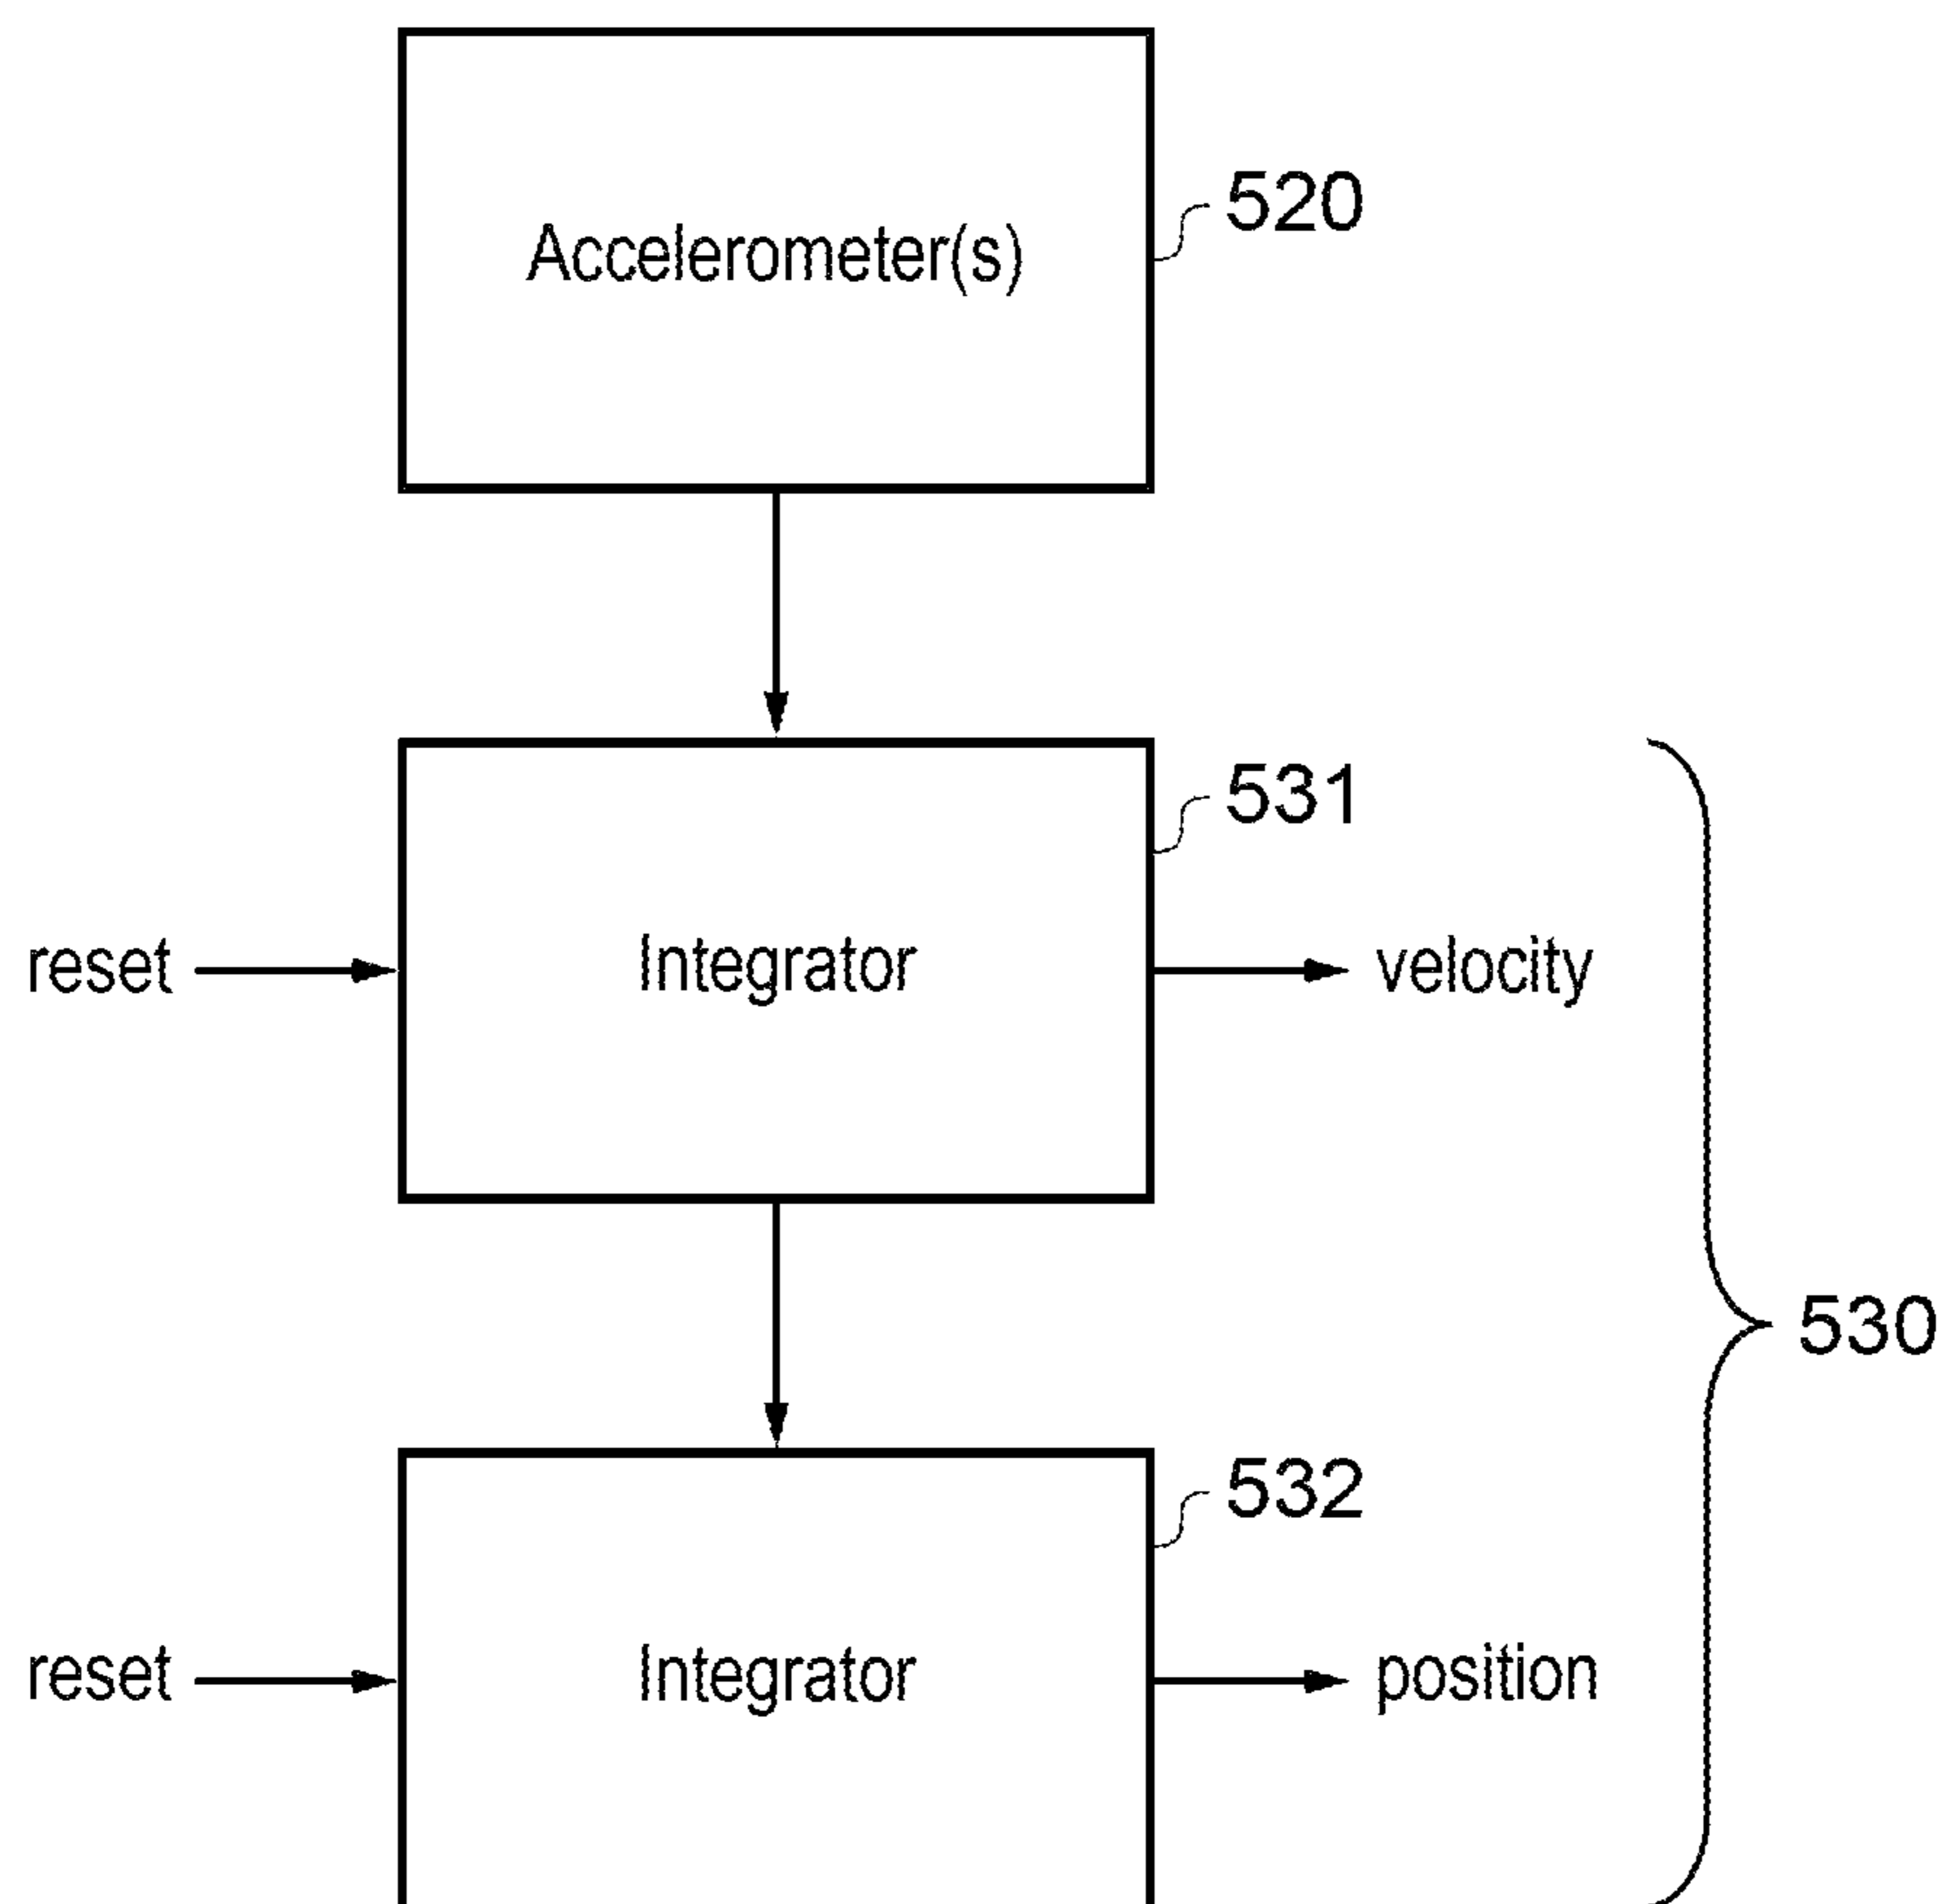 520
Accelerometer(s)
531
reset
Integrator
velocity
530
532
reset
Integrator
position